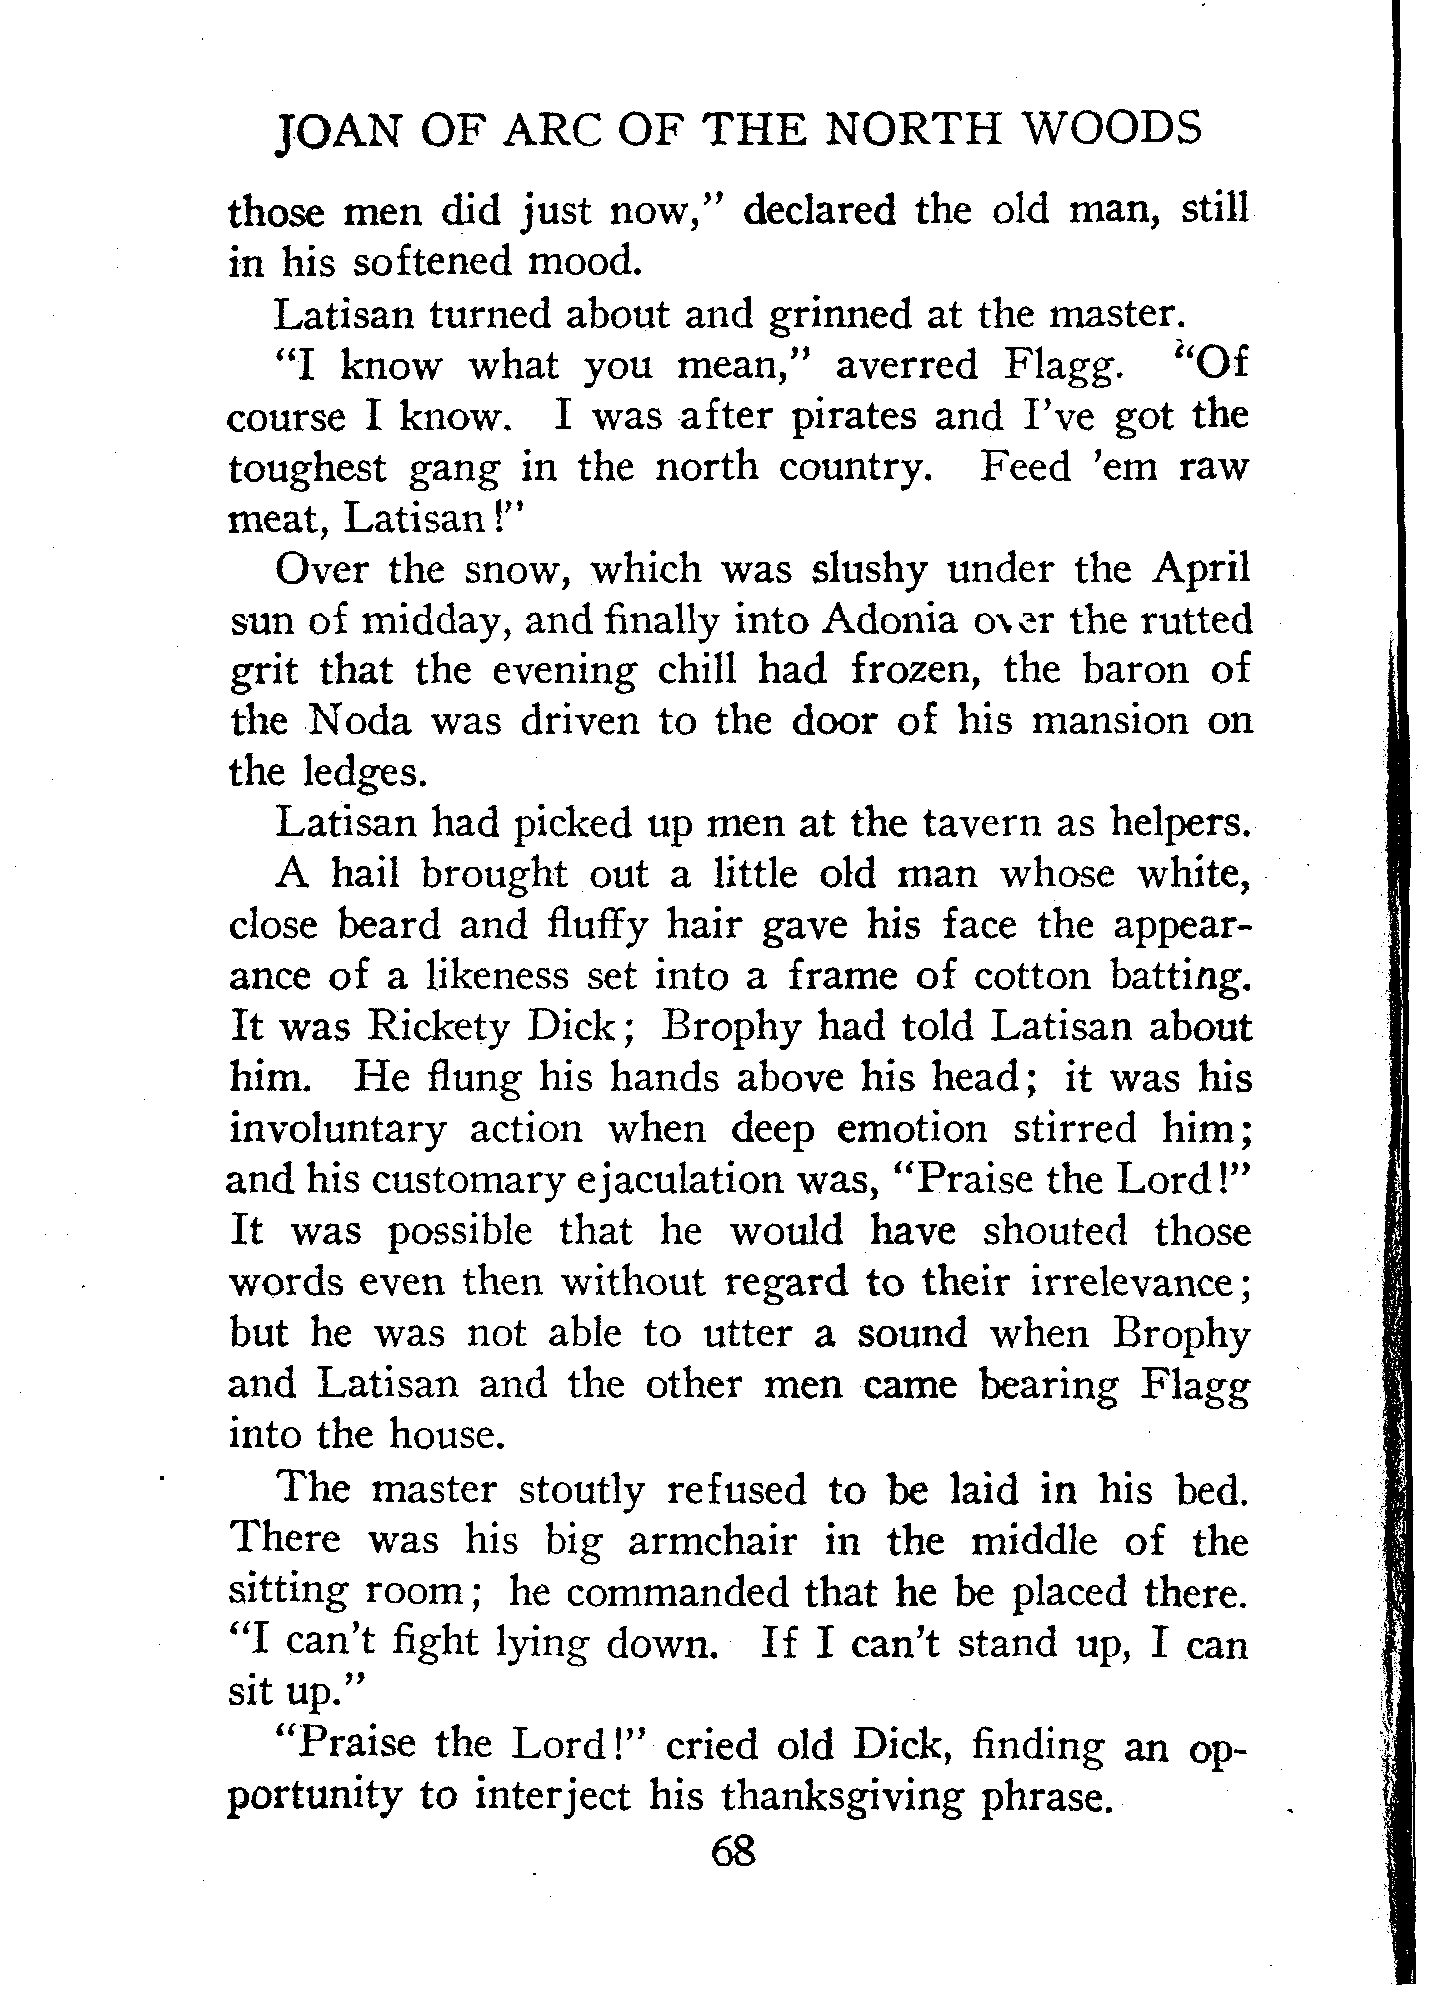 JOAN OF ARC OF THE NORTH WOODS
those men did just now,” declared the old man, still
in his softened mood.
Latisan turned about and grinned at the master.
“I know what you mean,” averred Flagg. “Of
course I know. I was after pirates and I’ve got the
toughest gang in the north country. Feed ’em raw
meat, Latisan!”
Over the snow, which was slushy under the April
sun of midday, and finally into Adonia over the rutted
grit that the evening chill had frozen, the baron of
the Noda was driven to the door of his mansion on
the ledges.
Latisan had picked up men at the tavern as helpers.
A hail brought out a little old man whose white,
close beard and fluffy hair gave his face the appear-
ance of a likeness set into a frame of cotton batting.
It was Rickety Dick; Brophy had told Latisan about
him. He flung his hands above his head; it was his
involuntary action when deep emotion stirred him;
and his customary ejaculation was, “Praise the Lord!”
It was possible that he would have shouted those
words even then without regard to their irrelevance;
but he was not able to utter a sound when Brophy
and Latisan and the other men came bearing Flagg
into the house.
The master stoutly refused to be laid in his bed.
There was his big armchair in the middle of the
sitting room; he commanded that he be placed there.
“I can’t fight lying down. If I can’t stand up, I can
sit up.”
“Praise the Lord!” cried old Dick, finding an op-
portunity to interject his thanksgiving phrase.
68